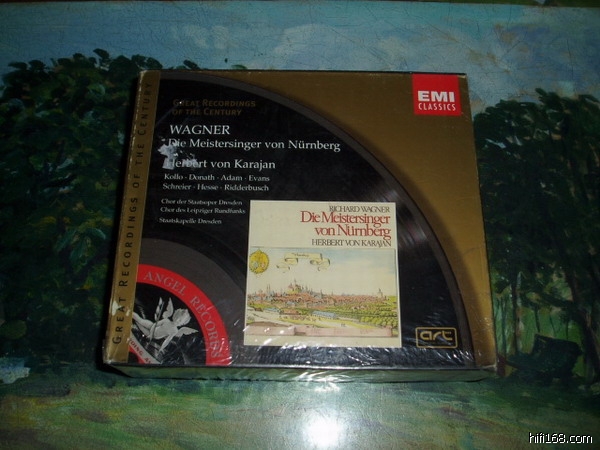 GREAT RECORDINGS OF THE CENTURY
GREAT RECORDINGS
OF THE CENTURY
EMI
CLASSICS
WAGNER
Die Meistersinger von Nürnberg
Herbert von Karajan
Kollo · Donath · Adam · Evans
Schreier · Hesse · Ridderbusch
Chor der Staatsoper Dresden
Chor des Leipziger Rundfunks
Staatskapelle Dresden
RICHARD WAGNER
Die Meistersinger
von Nürnberg
HERBERT VON KARAJAN
ANGEL RECORDS
art
hifi168.com